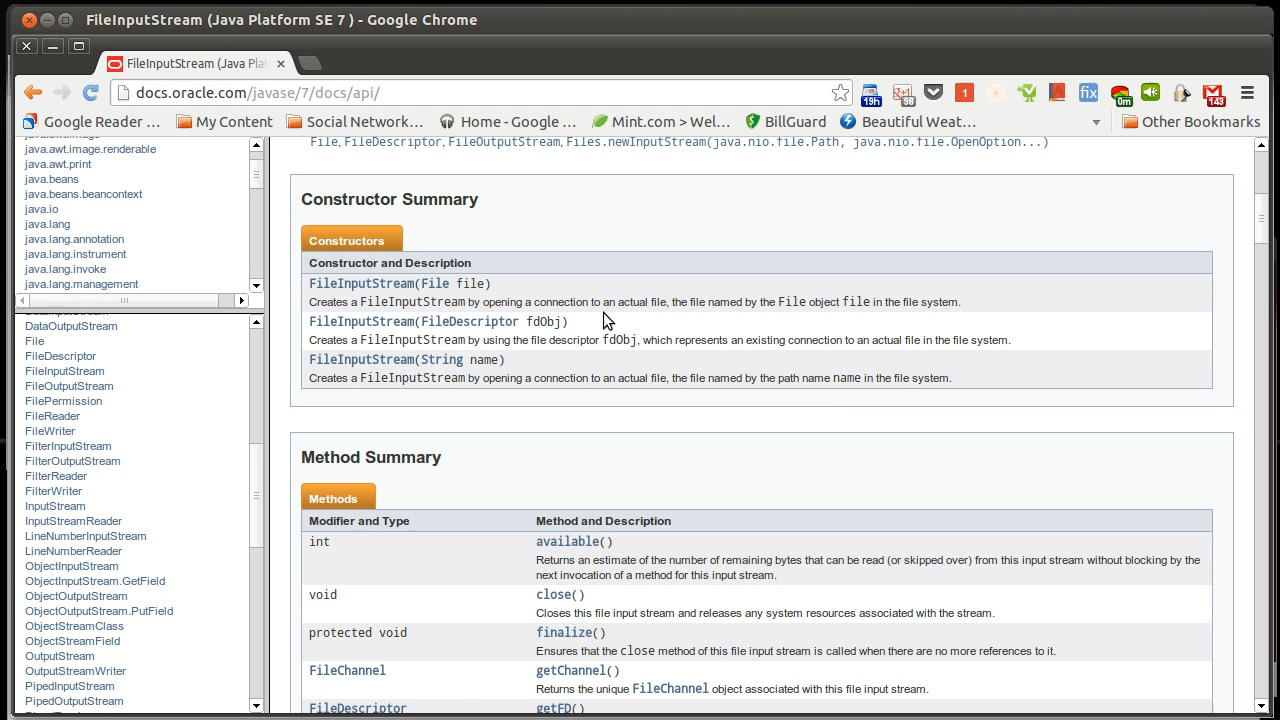 FileInputStream (Java Platform SE 7 ) - Google Chrome
FileInputStream (Java Pla
docs.oracle.com/javase/7/docs/api/
19h
g+1
98
1
fix
0m
143
Google Reader ...
My Content
Social Network...
Home - Google ...
Mint.com > Wel...
BillGuard
Beautiful Weat...
Other Bookmarks
java.awt.image
java.awt.image.renderable
java.awt.print
java.beans
java.beans.beancontext
java.io
java.lang
java.lang.annotation
java.lang.instrument
java.lang.invoke
java.lang.management
DataInputStream
DataOutputStream
File
FileDescriptor
FileInputStream
FileOutputStream
FilePermission
FileReader
FileWriter
FilterInputStream
FilterOutputStream
FilterReader
FilterWriter
InputStream
InputStreamReader
LineNumberInputStream
LineNumberReader
ObjectInputStream
ObjectInputStream.GetField
ObjectOutputStream
ObjectOutputStream.PutField
ObjectStreamClass
ObjectStreamField
OutputStream
OutputStreamWriter
PipedInputStream
PipedOutputStream
File, FileDescriptor, FileOutputStream, Files.newInputStream(java.nio.file.Path, java.nio.file.OpenOption...)
Constructor Summary
Constructors
Constructor and Description
FileInputStream(File file)
Creates a FileInputStream by opening a connection to an actual file, the file named by the File object file in the file system.
FileInputStream(FileDescriptor fdObj)
Creates a FileInputStream by using the file descriptor fdObj, which represents an existing connection to an actual file in the file system.
FileInputStream(String name)
Creates a FileInputStream by opening a connection to an actual file, the file named by the path name name in the file system.
Method Summary
Methods
Modifier and Type Method and Description
int available()
Returns an estimate of the number of remaining bytes that can be read (or skipped over) from this input stream without blocking by the
next invocation of a method for this input stream.
void close()
Closes this file input stream and releases any system resources associated with the stream.
protected void finalize()
Ensures that the close method of this file input stream is called when there are no more references to it.
FileChannel getChannel()
Returns the unique FileChannel object associated with this file input stream.
FileDescriptor getFD()